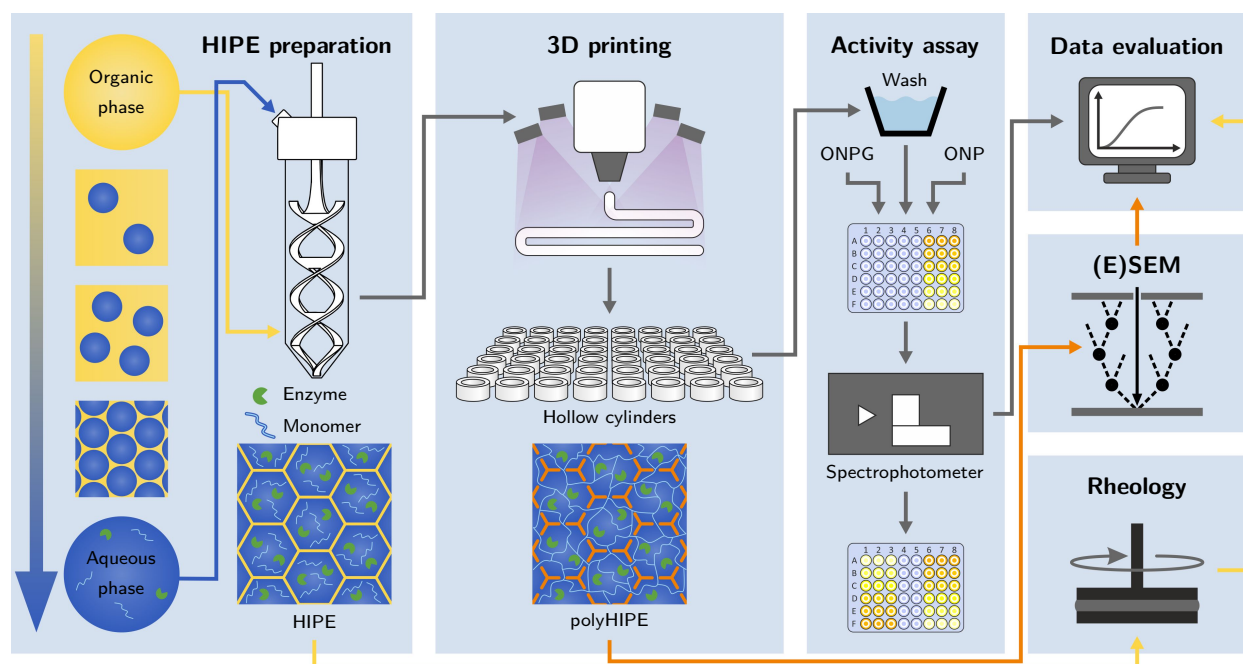 HIPE preparation
Organic
phase
Enzyme
Monomer
Aqueous
phase
HIPE
3D printing
Hollow cylinders
polyHIPE
Activity assay
Wash
ONPG
ONP
1 2 3 4 5 6 7 8
A
B
C
D
E
F
Spectrophotometer
1 2 3 4 5 6 7 8
A
B
C
D
E
F
Data evaluation
(E)SEM
Rheology